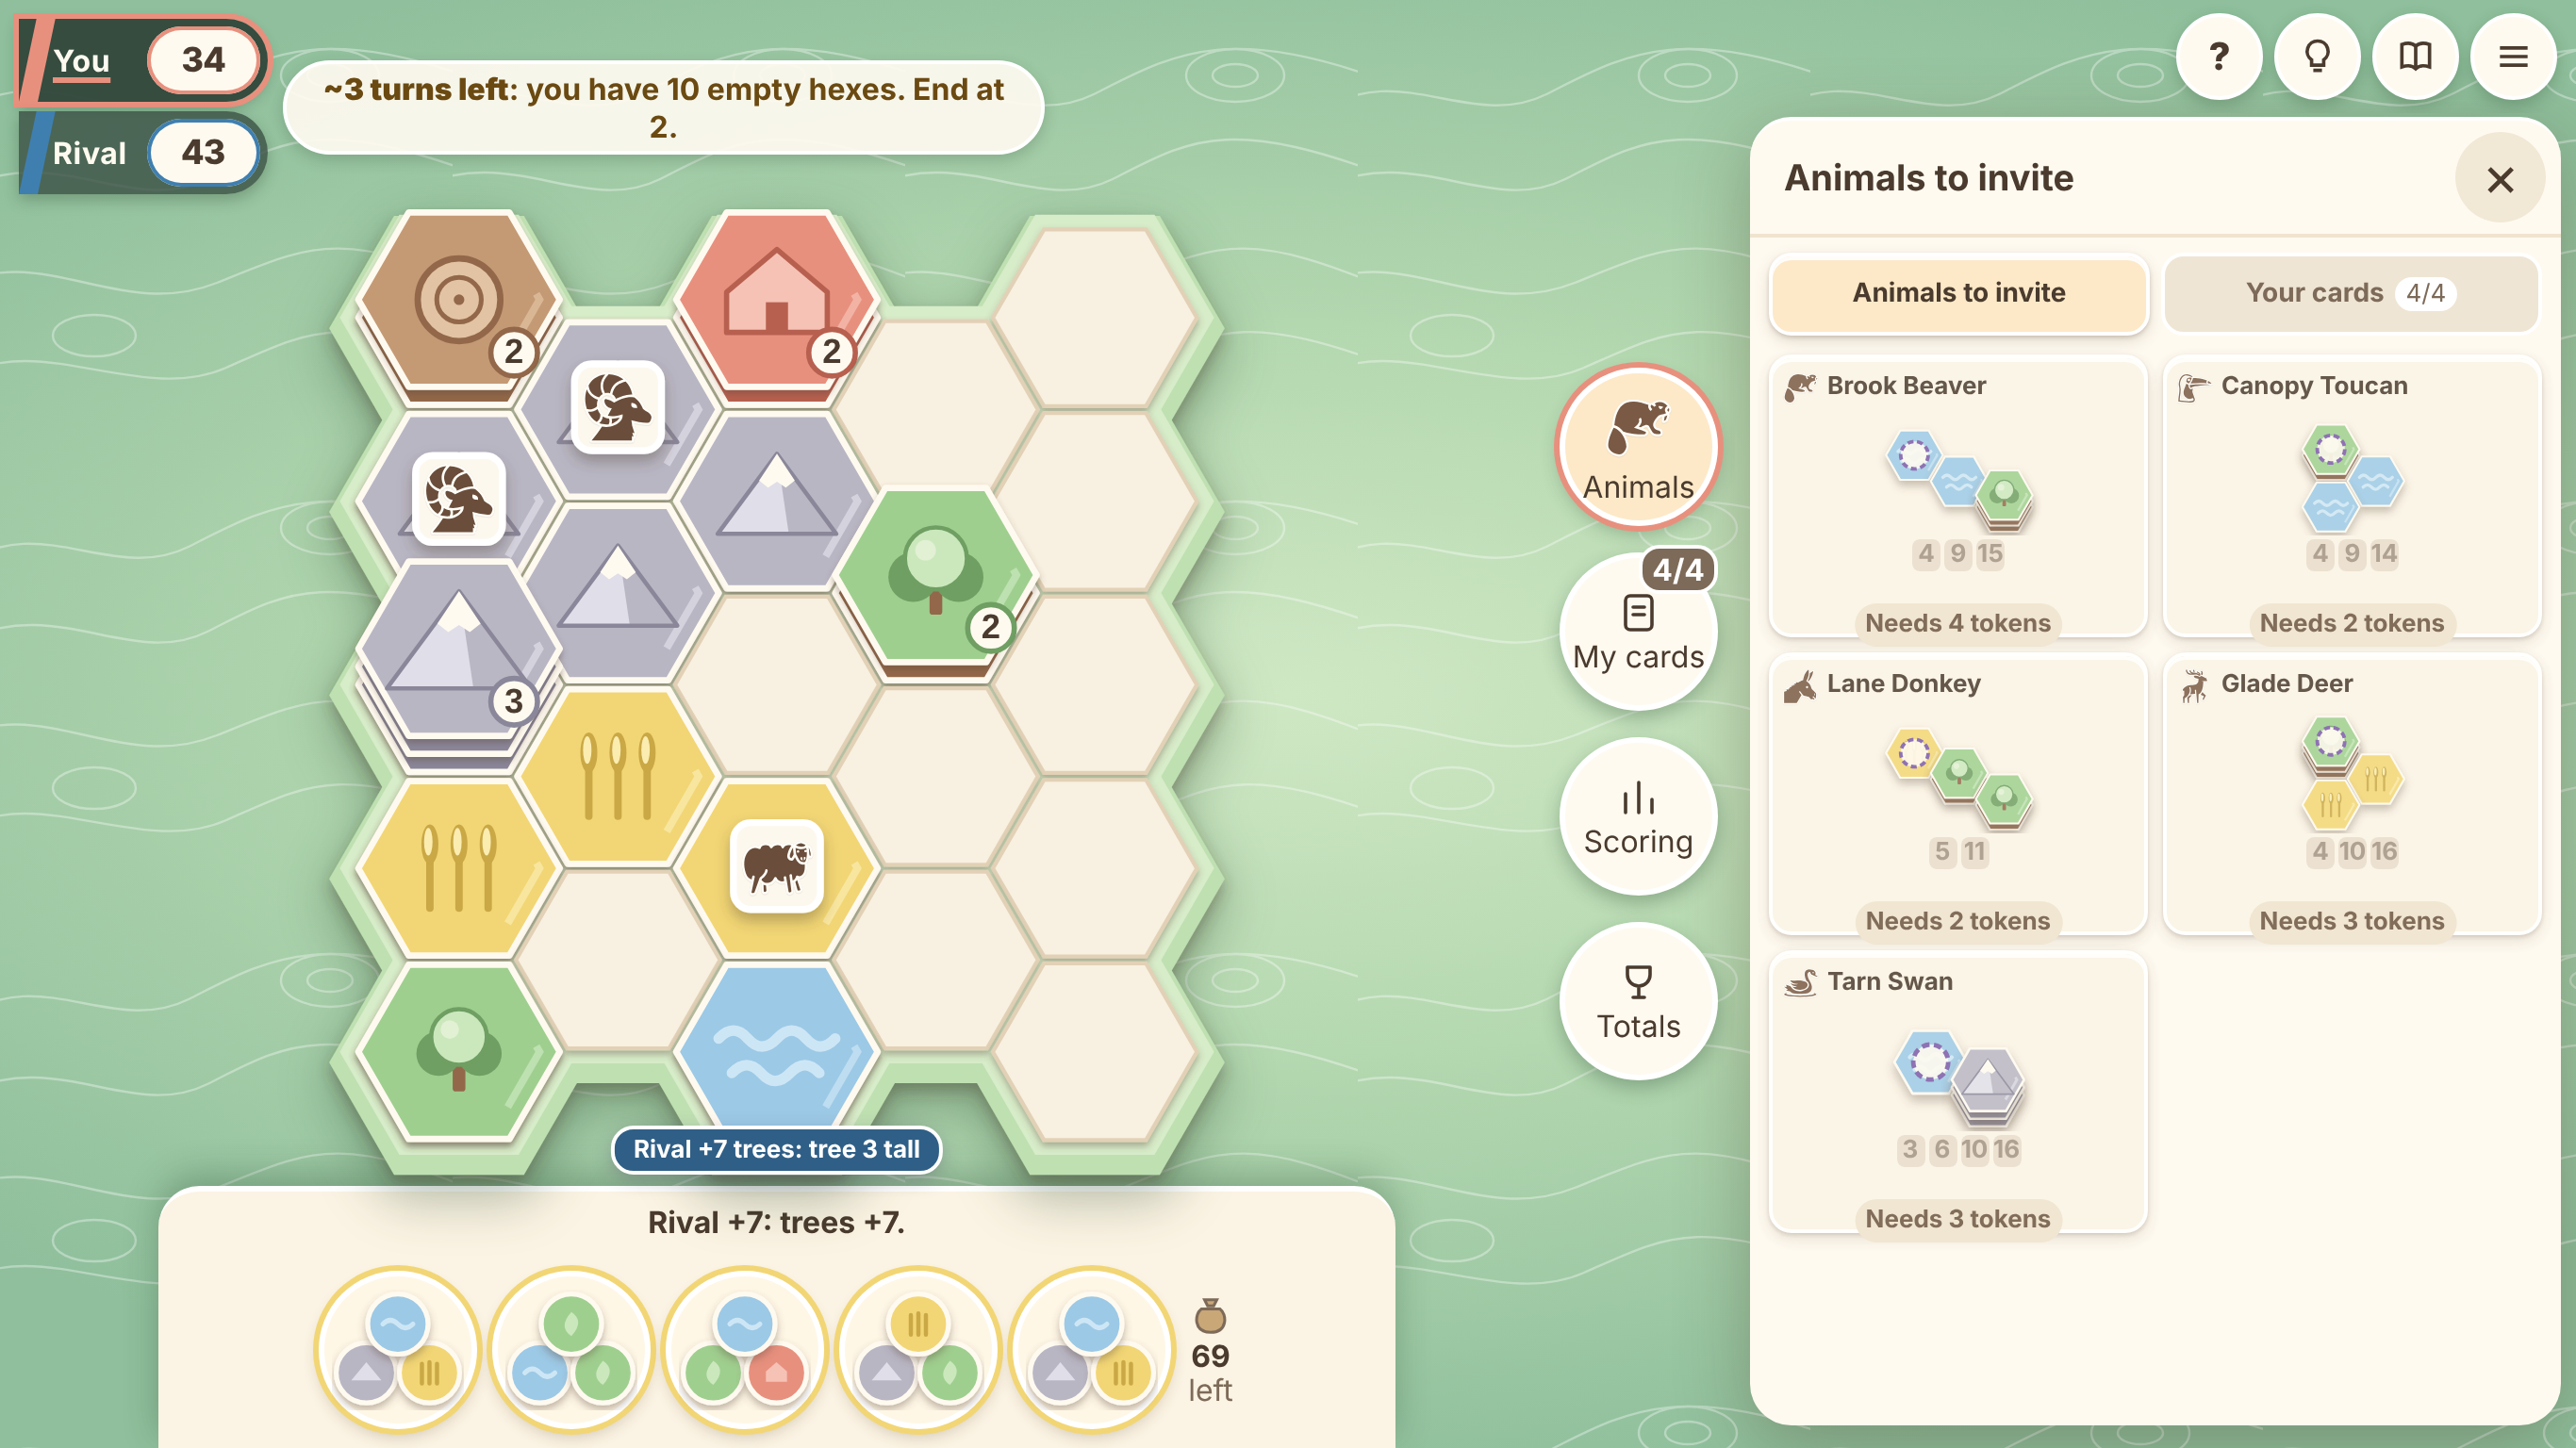 You 34
Rival 43
~3 turns left: you have 10 empty hexes. End at
2.
?
Animals to invite
Animals to invite
Your cards 4/4
Brook Beaver
4 9 15
Needs 4 tokens
Canopy Toucan
4 9 14
Needs 2 tokens
Lane Donkey
5 11
Needs 2 tokens
Glade Deer
4 10 16
Needs 3 tokens
Tarn Swan
3 6 10 16
Needs 3 tokens
Animals
4/4
My cards
Scoring
Totals
2
2
2
3
Rival +7 trees: tree 3 tall
Rival +7: trees +7.
69
left